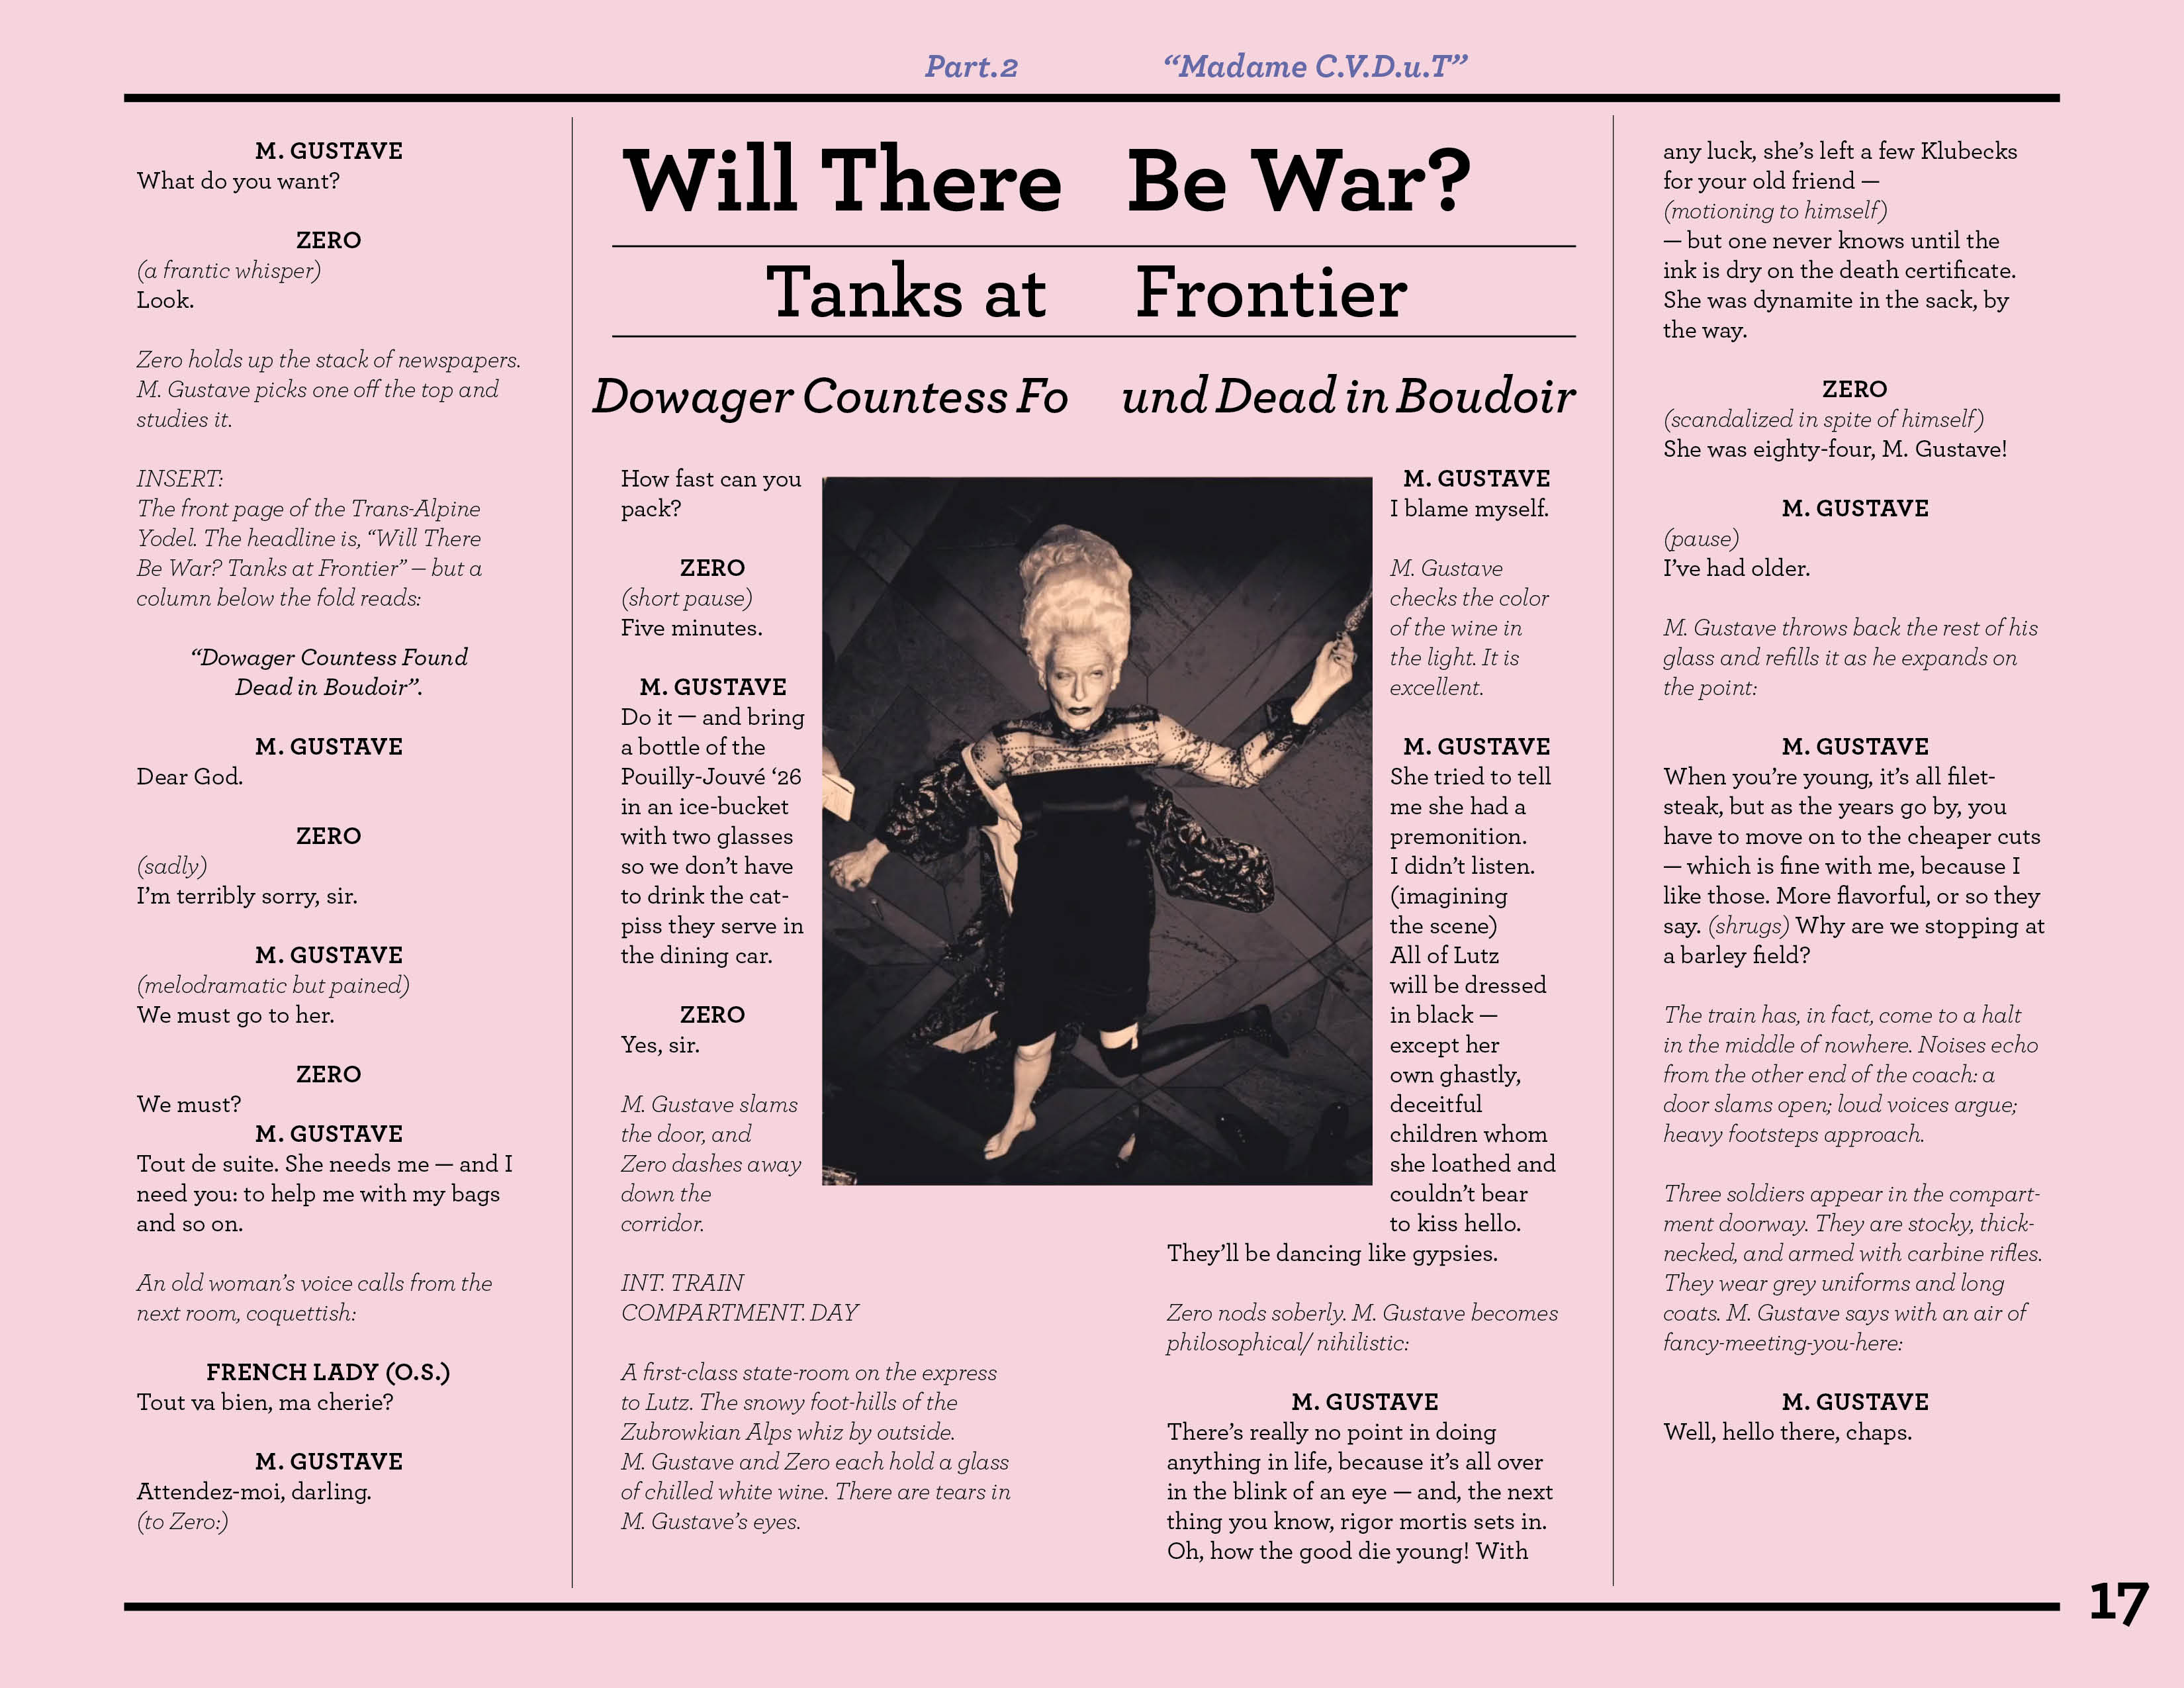 Part.2 “Madame C.V.D.u.T”
M. GUSTAVE
What do you want?
ZERO
(a frantic whisper)
Look.
Zero holds up the stack of newspapers.
M. Gustave picks one off the top and
studies it.
INSERT:
The front page of the Trans-Alpine
Yodel. The headline is, “Will There
Be War? Tanks at Frontier” — but a
column below the fold reads:
“Dowager Countess Found
Dead in Boudoir”.
M. GUSTAVE
Dear God.
ZERO
(sadly)
I’m terribly sorry, sir.
M. GUSTAVE
(melodramatic but pained)
We must go to her.
ZERO
We must?
M. GUSTAVE
Tout de suite. She needs me — and I
need you: to help me with my bags
and so on.
An old woman’s voice calls from the
next room, coquettish:
FRENCH LADY (O.S.)
Tout va bien, ma cherie?
M. GUSTAVE
Attendez-moi, darling.
(to Zero:)
Will There Be War?
Tanks at Frontier
Dowager Countess Fo und Dead in Boudoir
How fast can you
pack?
ZERO
(short pause)
Five minutes.
M. GUSTAVE
Do it — and bring
a bottle of the
Pouilly-Jouvé ‘26
in an ice-bucket
with two glasses
so we don’t have
to drink the cat-
piss they serve in
the dining car.
ZERO
Yes, sir.
M. Gustave slams
the door, and
Zero dashes away
down the
corridor.
INT. TRAIN
COMPARTMENT. DAY
A first-class state-room on the express
to Lutz. The snowy foot-hills of the
Zubrowkian Alps whiz by outside.
M. Gustave and Zero each hold a glass
of chilled white wine. There are tears in
M. Gustave’s eyes.
M. GUSTAVE
I blame myself.
M. Gustave
checks the color
of the wine in
the light. It is
excellent.
M. GUSTAVE
She tried to tell
me she had a
premonition.
I didn’t listen.
(imagining
the scene)
All of Lutz
will be dressed
in black —
except her
own ghastly,
deceitful
children whom
she loathed and
couldn’t bear
to kiss hello.
They’ll be dancing like gypsies.
Zero nods soberly. M. Gustave becomes
philosophical/ nihilistic:
M. GUSTAVE
There’s really no point in doing
anything in life, because it’s all over
in the blink of an eye — and, the next
thing you know, rigor mortis sets in.
Oh, how the good die young! With
any luck, she’s left a few Klubecks
for your old friend —
(motioning to himself)
— but one never knows until the
ink is dry on the death certificate.
She was dynamite in the sack, by
the way.
ZERO
(scandalized in spite of himself)
She was eighty-four, M. Gustave!
M. GUSTAVE
(pause)
I’ve had older.
M. Gustave throws back the rest of his
glass and refills it as he expands on
the point:
M. GUSTAVE
When you’re young, it’s all filet-
steak, but as the years go by, you
have to move on to the cheaper cuts
— which is fine with me, because I
like those. More flavorful, or so they
say. (shrugs) Why are we stopping at
a barley field?
The train has, in fact, come to a halt
in the middle of nowhere. Noises echo
from the other end of the coach: a
door slams open; loud voices argue;
heavy footsteps approach.
Three soldiers appear in the compart-
ment doorway. They are stocky, thick-
necked, and armed with carbine rifles.
They wear grey uniforms and long
coats. M. Gustave says with an air of
fancy-meeting-you-here:
M. GUSTAVE
Well, hello there, chaps.
17